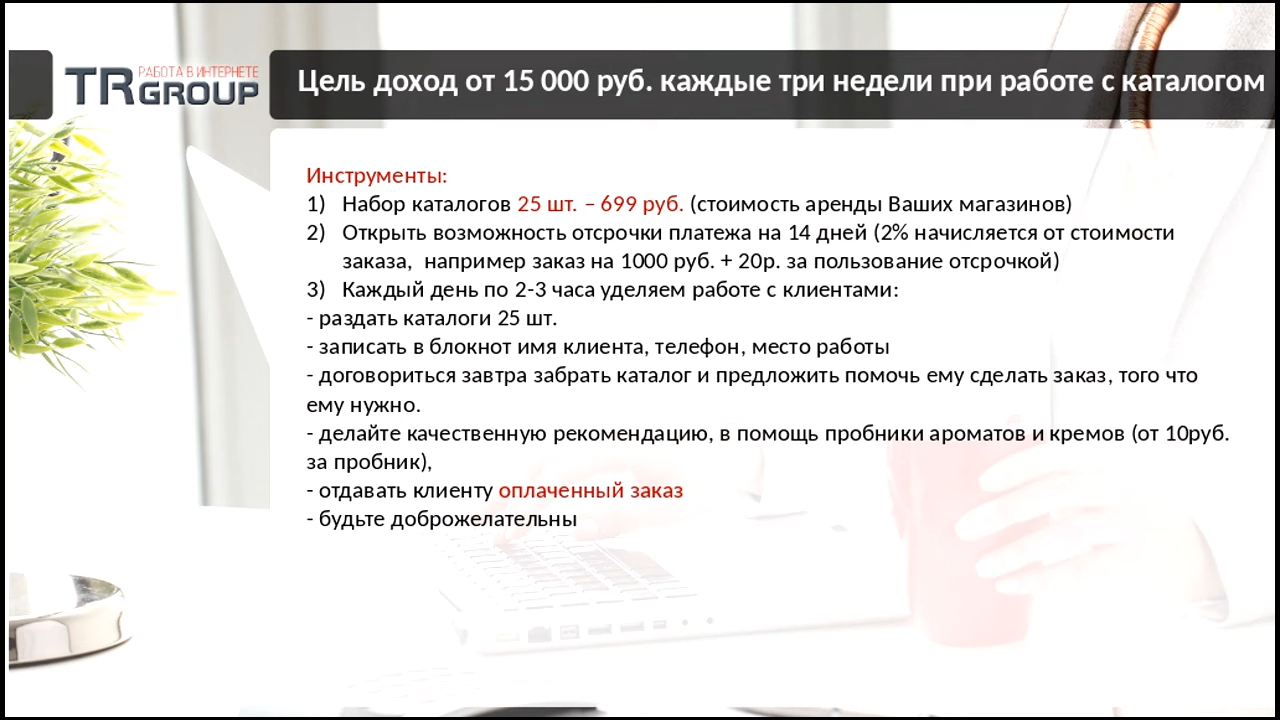 TRGROUP
РАБОТА В ИНТЕРНЕТЕ
Цель доход от 15 000 руб. каждые три недели при работе с каталогом
Инструменты:
1) Набор каталогов 25 шт. – 699 руб. (стоимость аренды Ваших магазинов)
2) Открыть возможность отсрочки платежа на 14 дней (2% начисляется от стоимости
заказа, например заказ на 1000 руб. + 20р. за пользование отсрочкой)
3) Каждый день по 2-3 часа уделяем работе с клиентами:
- раздать каталоги 25 шт.
- записать в блокнот имя клиента, телефон, место работы
- договориться завтра забрать каталог и предложить помочь ему сделать заказ, того что
ему нужно.
- делайте качественную рекомендацию, в помощь пробники ароматов и кремов (от 10руб.
за пробник),
- отдавать клиенту оплаченный заказ
- будьте доброжелательны